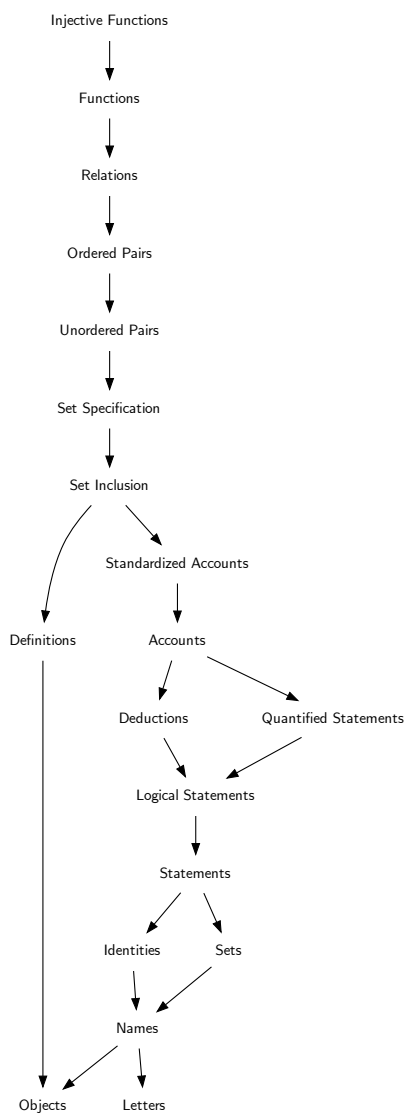 Injective Functions
Functions
Relations
Ordered Pairs
Unordered Pairs
Set Specification
Set Inclusion
Standardized Accounts
Definitions
Accounts
Deductions
Quantified Statements
Logical Statements
Statements
Identities
Sets
Names
Objects
Letters